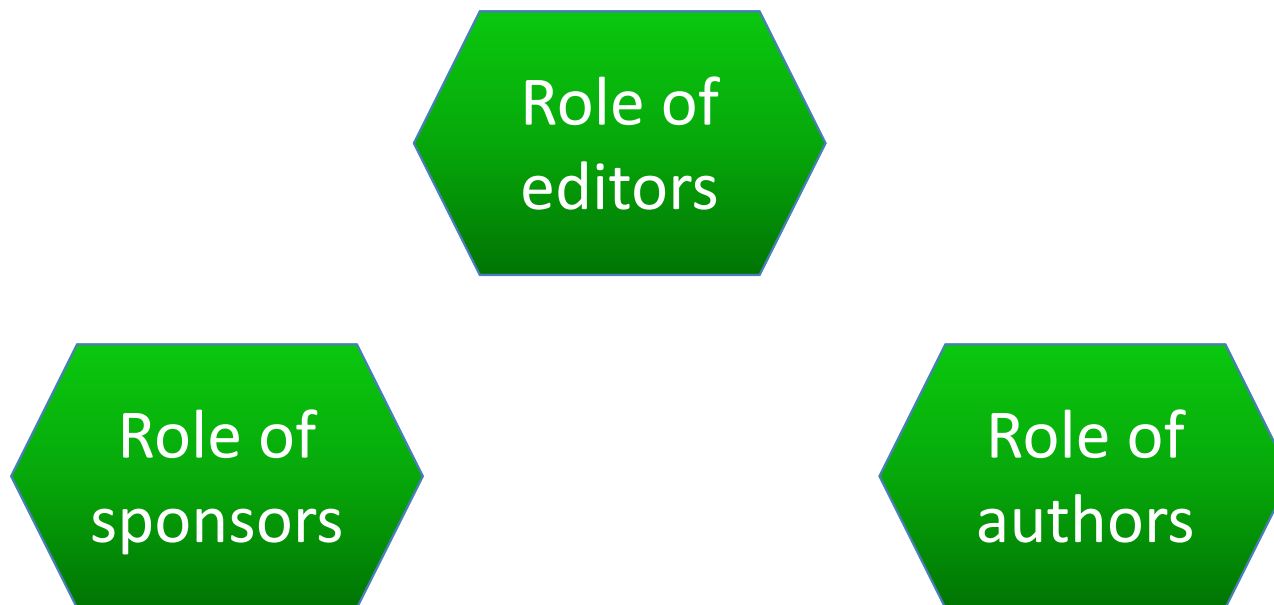 Role of
editors
Role of
sponsors
Role of
authors